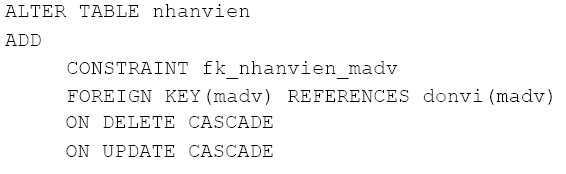 ALTER TABLE nhanvien
ADD
CONSTRAINT fk_nhanvien_madv
FOREIGN KEY(madv) REFERENCES donvi(madv)
ON DELETE CASCADE
ON UPDATE CASCADE